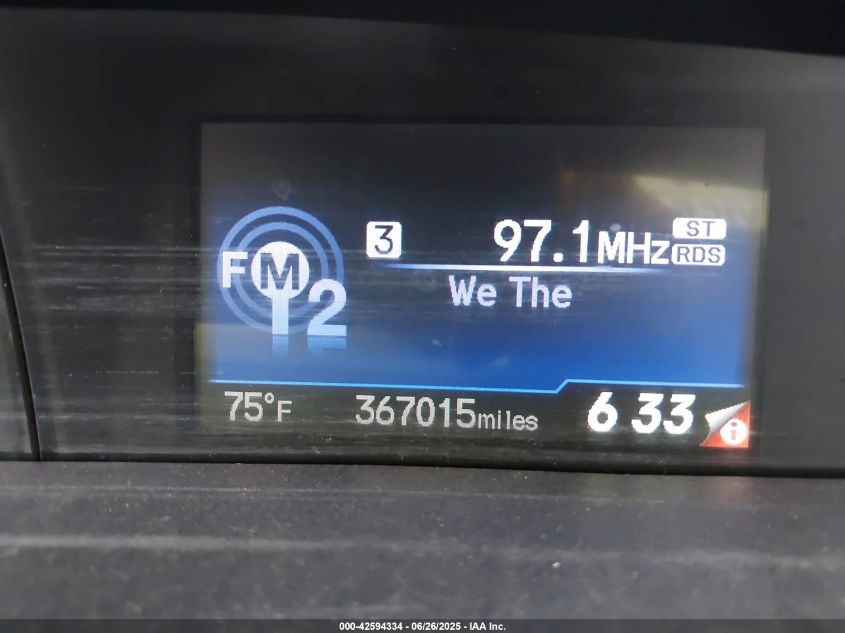 FM
12
3
97.1MHz
ST
RDS
We The
75°F 367015miles 6 33 i
000-42594334 - 06/26/2025 - IAA Inc.